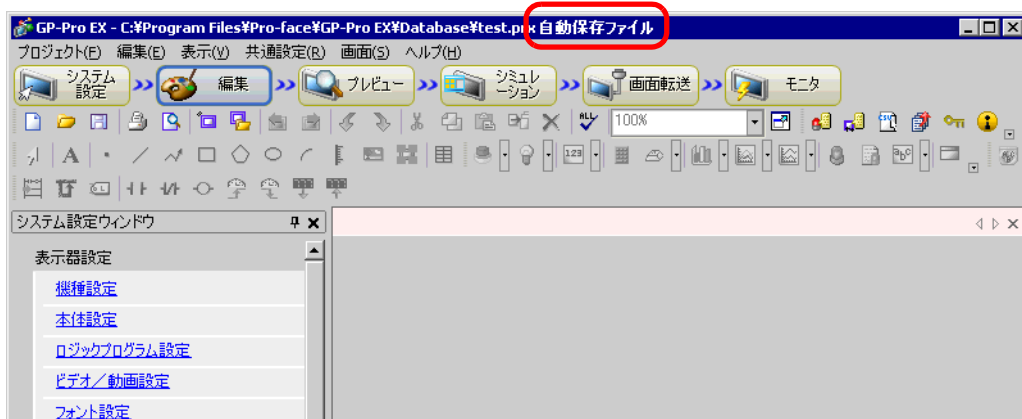 GP-Pro EX - C:¥Program Files¥Pro-face¥GP-Pro EX¥Database¥test.prx 自動保存ファイル
プロジェクト(F) 編集(E) 表示(V) 共通設定(R) 画面(S) ヘルプ(H)
システム設定 編集 プレビュー シミュレーション 画面転送 モニタ
ALL 100%
A 123
システム設定ウィンドウ
表示器設定
機種設定
本体設定
ロジックプログラム設定
ビデオ／動画設定
フォント設定